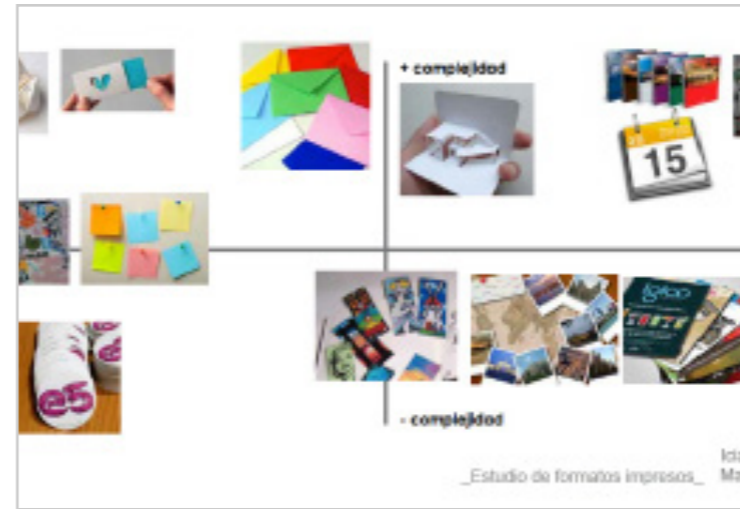 + complejidad
15
- complejidad
_Estudio de formatos impresos_